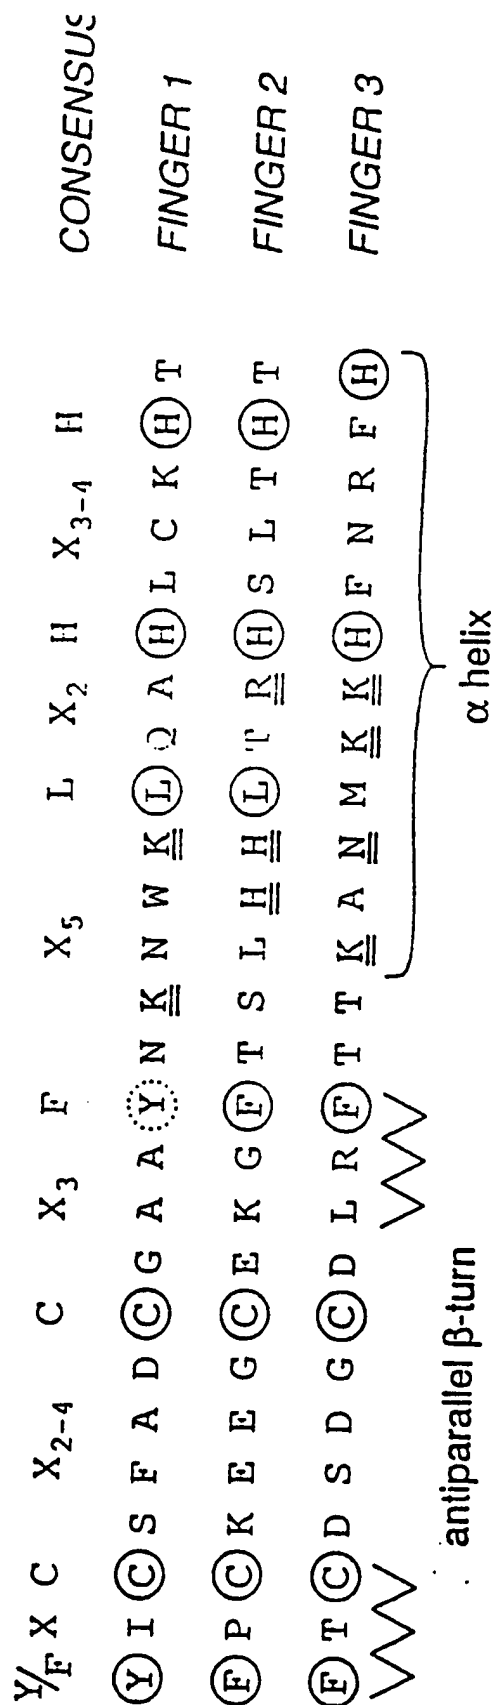 Y/F X C X2-4 C X3 F X5 L X2 H X3-4 H CONSENSUS
Y I C S F A D C G A A Y N K N W K L Q A H L C K H T FINGER 1
F P C K E E G C E K G F T S L H H L T R H S L T H T FINGER 2
F T C D S D G C D L R F T T K A N M K K H F N R F H FINGER 3
antiparallel β-turn
α helix